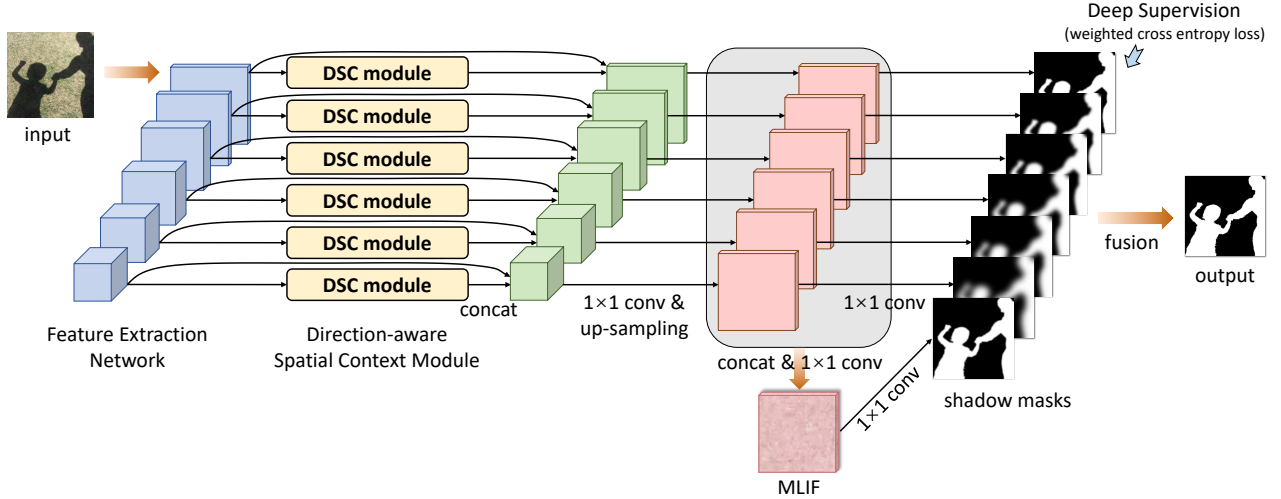 Deep Supervision
(weighted cross entropy loss)
input
DSC module
DSC module
DSC module
DSC module
DSC module
DSC module
concat
Feature Extraction
Network
Direction-aware
Spatial Context Module
1×1 conv &
up-sampling
1×1 conv
concat & 1×1 conv
MLIF
1×1 conv
shadow masks
fusion
output